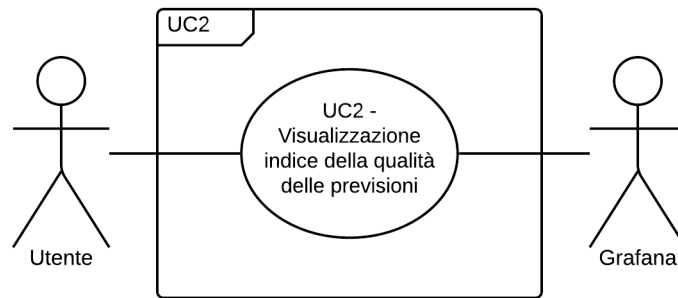 UC2
UC2 -
Visualizzazione
indice della qualità
delle previsioni
Utente
Grafana